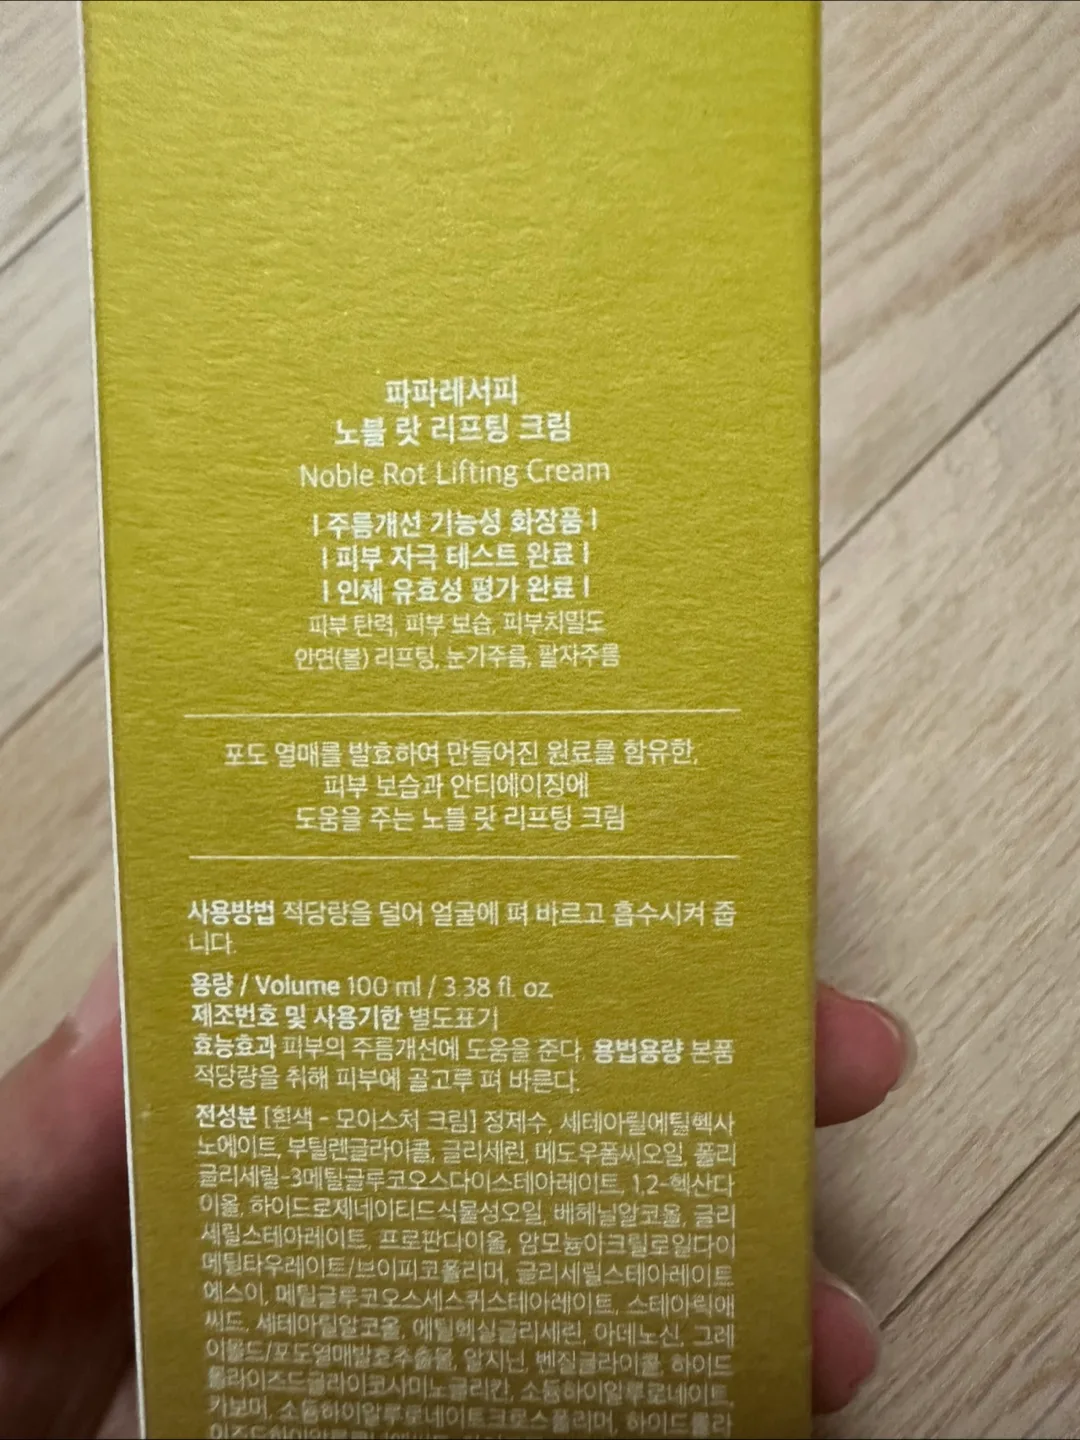 파파레서피
노블 랏 리프팅 크림
Noble Rot Lifting Cream
| 주름개선 기능성 화장품 |
| 피부 자극 테스트 완료 |
| 인체 유효성 평가 완료 |
피부 탄력, 피부 보습, 피부치밀도
안면(볼) 리프팅, 눈가주름, 팔자주름
포도 열매를 발효하여 만들어진 원료를 함유한,
피부 보습과 안티에이징에
도움을 주는 노블 랏 리프팅 크림
사용방법 적당량을 덜어 얼굴에 펴 바르고 흡수시켜 줍
니다.
용량 / Volume 100 ml / 3.38 fl. oz.
제조번호 및 사용기한 별도표기
효능효과 피부의 주름개선에 도움을 준다. 용법용량 본품
적당량을 취해 피부에 골고루 펴 바른다.
전성분 [흰색 - 모이스처 크림] 정제수, 세테아릴에틸헥사
노에이트, 부틸렌글라이콜, 글리세린, 메도우폼씨오일, 폴리
글리세릴-3메틸글루코오스다이스테아레이트, 1,2-헥산다
이올, 하이드로제네이티드식물성오일, 베헤닐알코올, 글리
세릴스테아레이트, 프로판다이올, 암모늄아크릴로일다이
메틸타우레이트/브이피코폴리머, 글리세릴스테아레이트
에스이, 메틸글루코오스세스퀴스테아레이트, 스테아릭애
씨드, 세테아릴알코올, 에틸헥실글리세린, 아데노신, 그레
이몰드/포도열매발효추출물, 알지닌, 벤질글라이콜, 하이드
롤라이즈드글라이코사미노글리칸, 소듐하이알루로네이트,
카보머, 소듐하이알루로네이트크로스폴리머, 하이드롤라